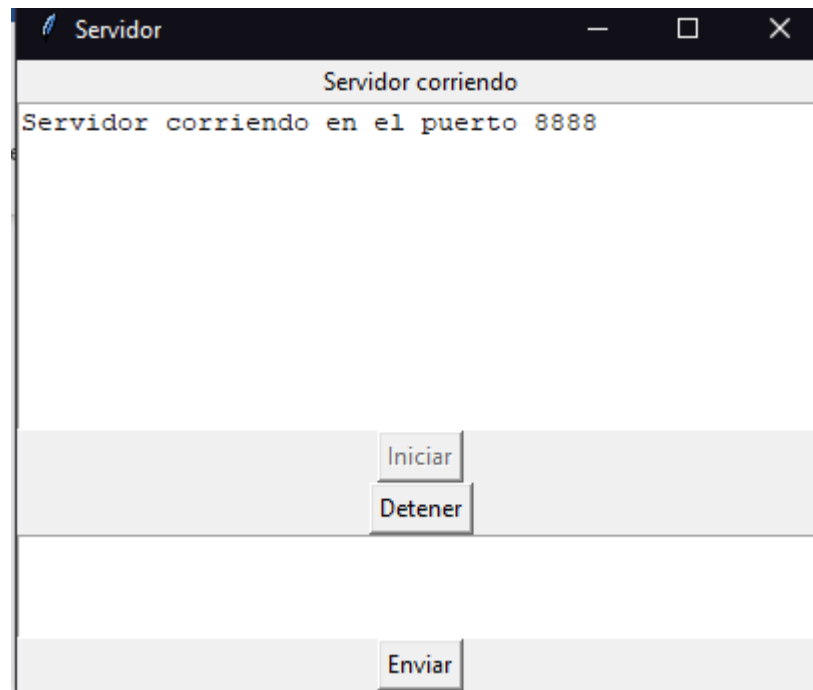 Servidor
Servidor corriendo
Servidor corriendo en el puerto 8888
Iniciar
Detener
Enviar